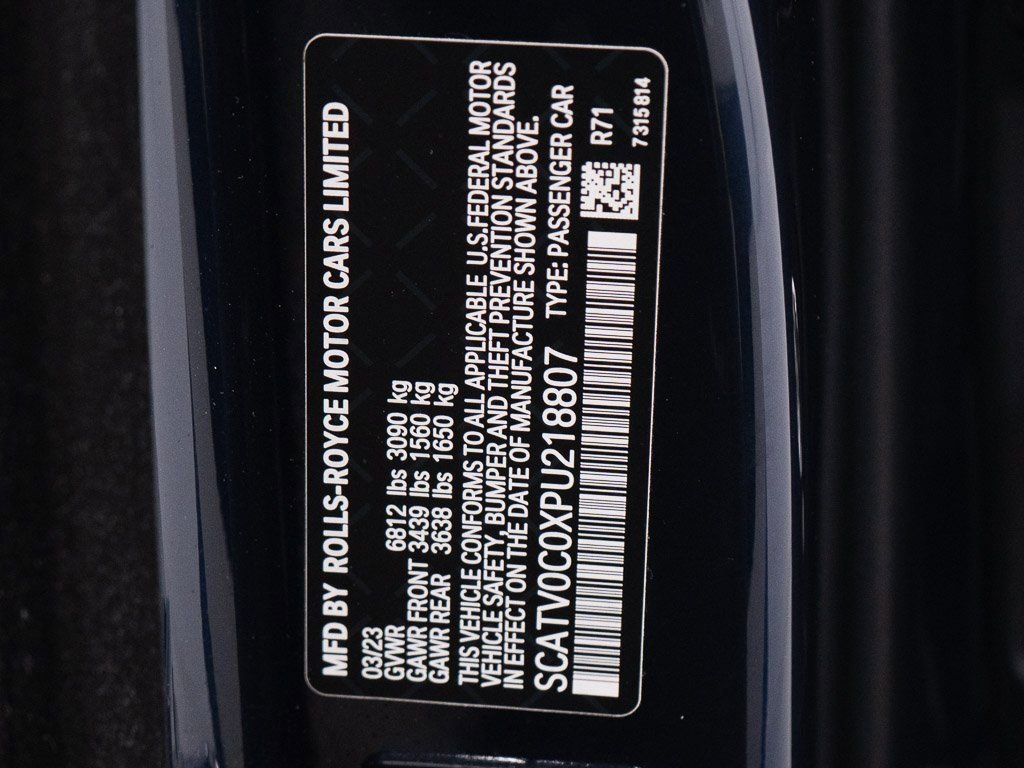 MFD BY ROLLS-ROYCE MOTOR CARS LIMITED
03/23
GVWR 6812 lbs 3090 kg
GAWR FRONT 3439 lbs 1560 kg
GAWR REAR 3638 lbs 1650 kg
THIS VEHICLE CONFORMS TO ALL APPLICABLE U.S.FEDERAL MOTOR
VEHICLE SAFETY, BUMPER AND THEFT PREVENTION STANDARDS
IN EFFECT ON THE DATE OF MANUFACTURE SHOWN ABOVE.
SCATV0C0XPU218807 TYPE: PASSENGER CAR
R71
7315814